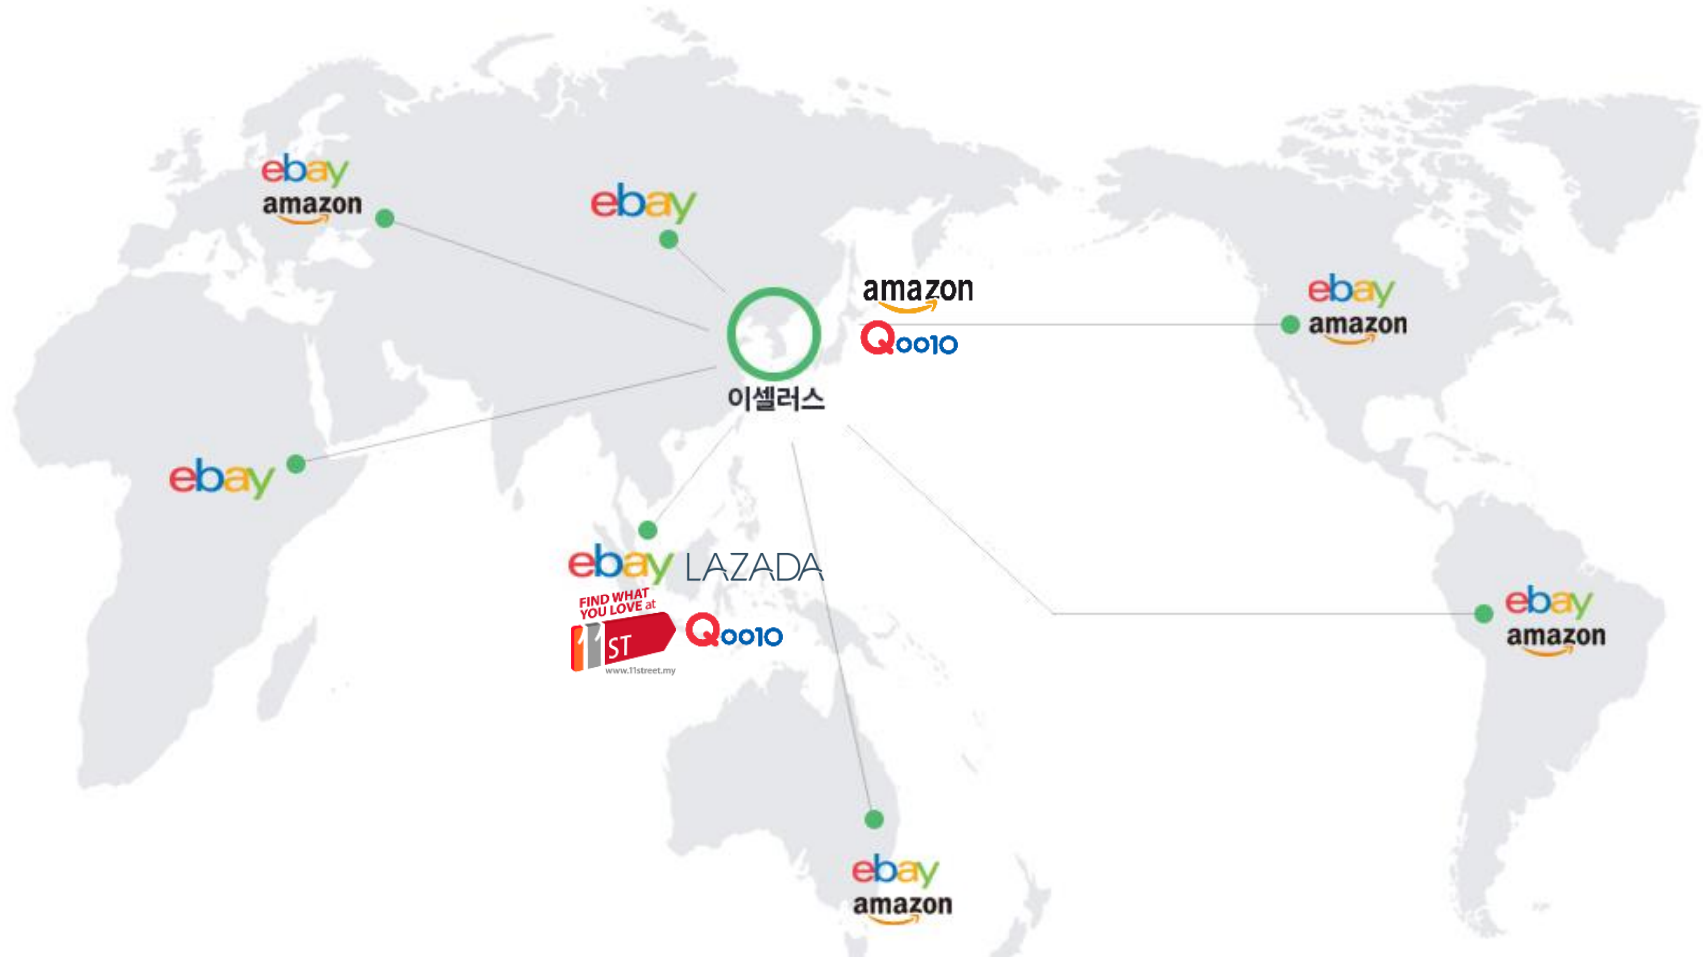 ebay
amazon
ebay
amazon
Qoo10
ebay
amazon
이셀러스
ebay
ebay LAZADA
FIND WHAT
YOU LOVE at
11ST
Qoo10
www.11street.my
ebay
amazon
ebay
amazon